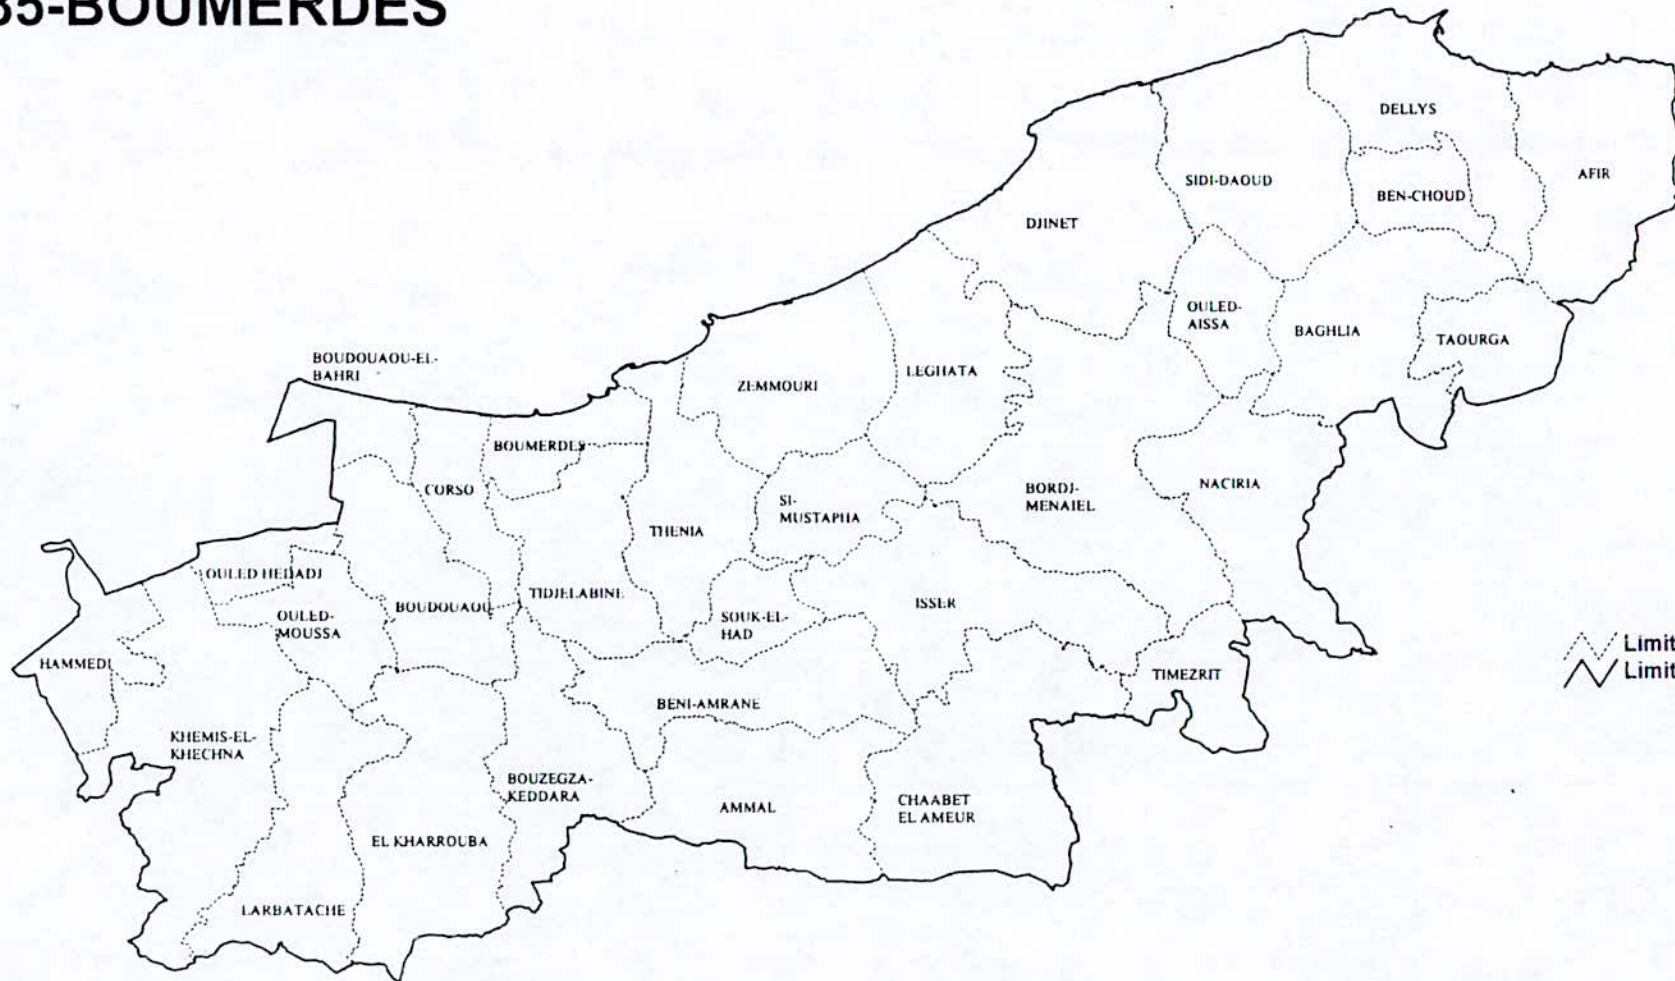 35-BOUMERDES
DELLYS
AFIR
SIDI-DAOUD
BEN-CHOUD
DJINET
OULED-
AISSA
BAGHLIA
TAOURGA
BOUDOUAOU-EL-
BAHRI
ZEMMOURI
LEGHATA
BOUMERDES
CORSO
NACIRIA
BORDJ-
MENAIEL
SI-
MUSTAPHA
THENIA
OULED HEDADJ
TIDJELABINE
BOUDOUAOU
ISSER
OULED-
MOUSSA
SOUK-EL-
HAD
HAMMEDI
TIMEZRIT
Limit
Limit
BENI-AMRANE
KHEMIS-EL-
KHECHNA
BOUZEGZA-
KEDDARA
AMMAL
CHAABET
EL AMEUR
EL KHARROUBA
LARBATACHE